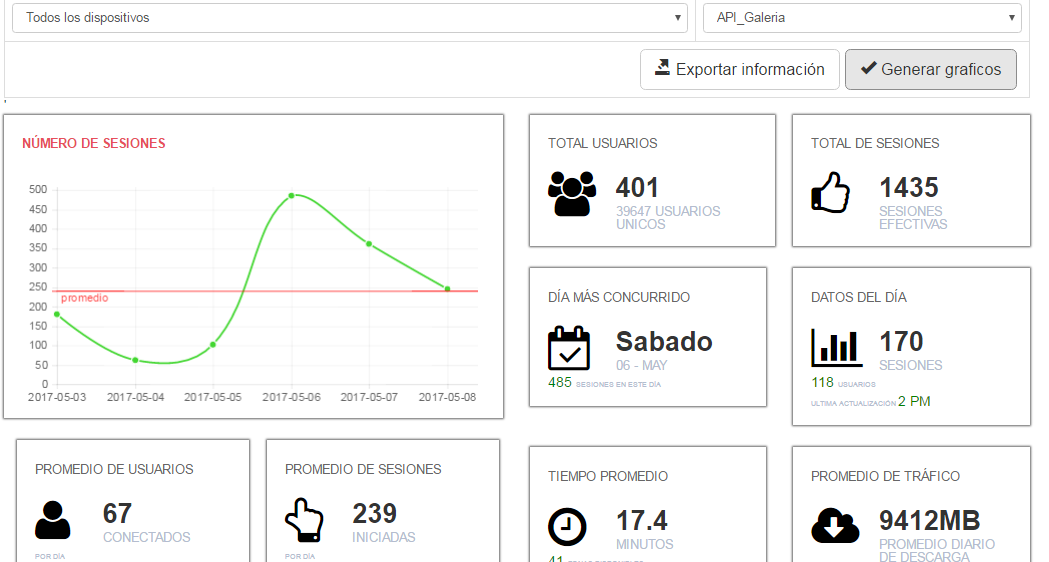 Todos los dispositivos
API_Galeria
Exportar información
Generar graficos
NÚMERO DE SESIONES
500
450
400
350
300
250
200
150
100
50
0
promedio
2017-05-03 2017-05-04 2017-05-05 2017-05-06 2017-05-07 2017-05-08
TOTAL USUARIOS
401
39647 USUARIOS
UNICOS
TOTAL DE SESIONES
1435
SESIONES
EFECTIVAS
DÍA MÁS CONCURRIDO
Sabado
06 - MAY
485 SESIONES EN ESTE DÍA
DATOS DEL DÍA
170
SESIONES
118 USUARIOS
ULTIMA ACTUALIZACIÓN 2 PM
PROMEDIO DE USUARIOS
67
CONECTADOS
POR DÍA
PROMEDIO DE SESIONES
239
INICIADAS
POR DÍA
TIEMPO PROMEDIO
17.4
MINUTOS
41
PROMEDIO DE TRÁFICO
9412MB
PROMEDIO DIARIO
DE DESCARGA